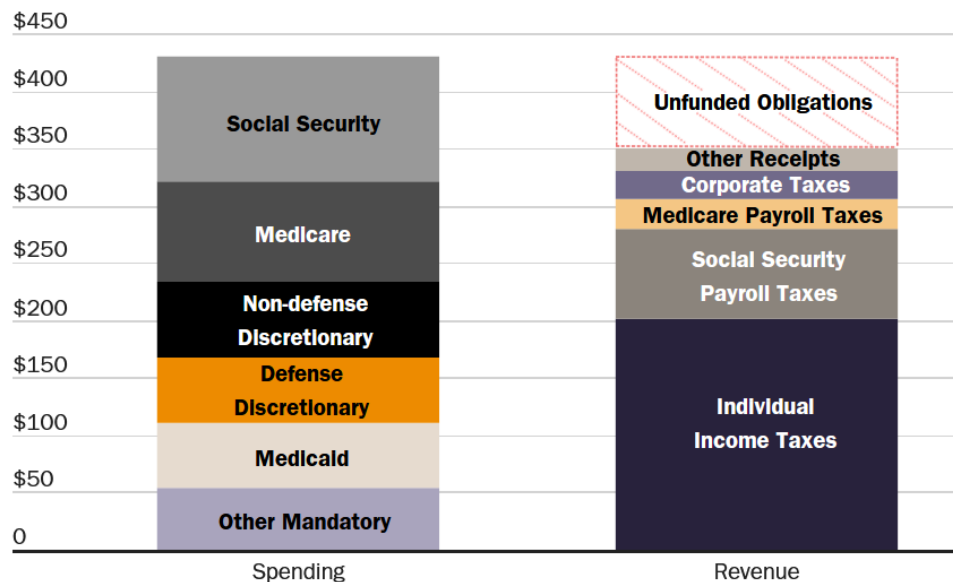 $450
$400
$350
$300
$250
$200
$150
$100
$50
0
Social Security
Medicare
Non-defense
Discretionary
Defense
Discretionary
Medicaid
Other Mandatory
Spending
Unfunded Obligations
Other Receipts
Corporate Taxes
Medicare Payroll Taxes
Social Security
Payroll Taxes
Individual
Income Taxes
Revenue